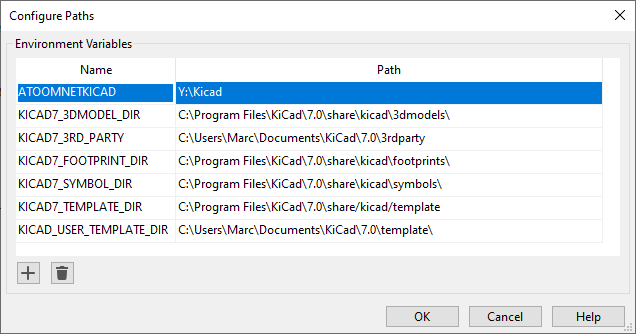 Configure Paths
Environment Variables
Name Path
ATOOMNETKICAD Y:\Kicad
KICAD7_3DMODEL_DIR C:\Program Files\KiCad\7.0\share\kicad\3dmodels\
KICAD7_3RD_PARTY C:\Users\Marc\Documents\KiCad\7.0\3rdparty
KICAD7_FOOTPRINT_DIR C:\Program Files\KiCad\7.0\share\kicad\footprints\
KICAD7_SYMBOL_DIR C:\Program Files\KiCad\7.0\share\kicad\symbols\
KICAD7_TEMPLATE_DIR C:\Program Files\KiCad\7.0\share/kicad/template
KICAD_USER_TEMPLATE_DIR C:\Users\Marc\Documents\KiCad\7.0\template\
OK Cancel Help